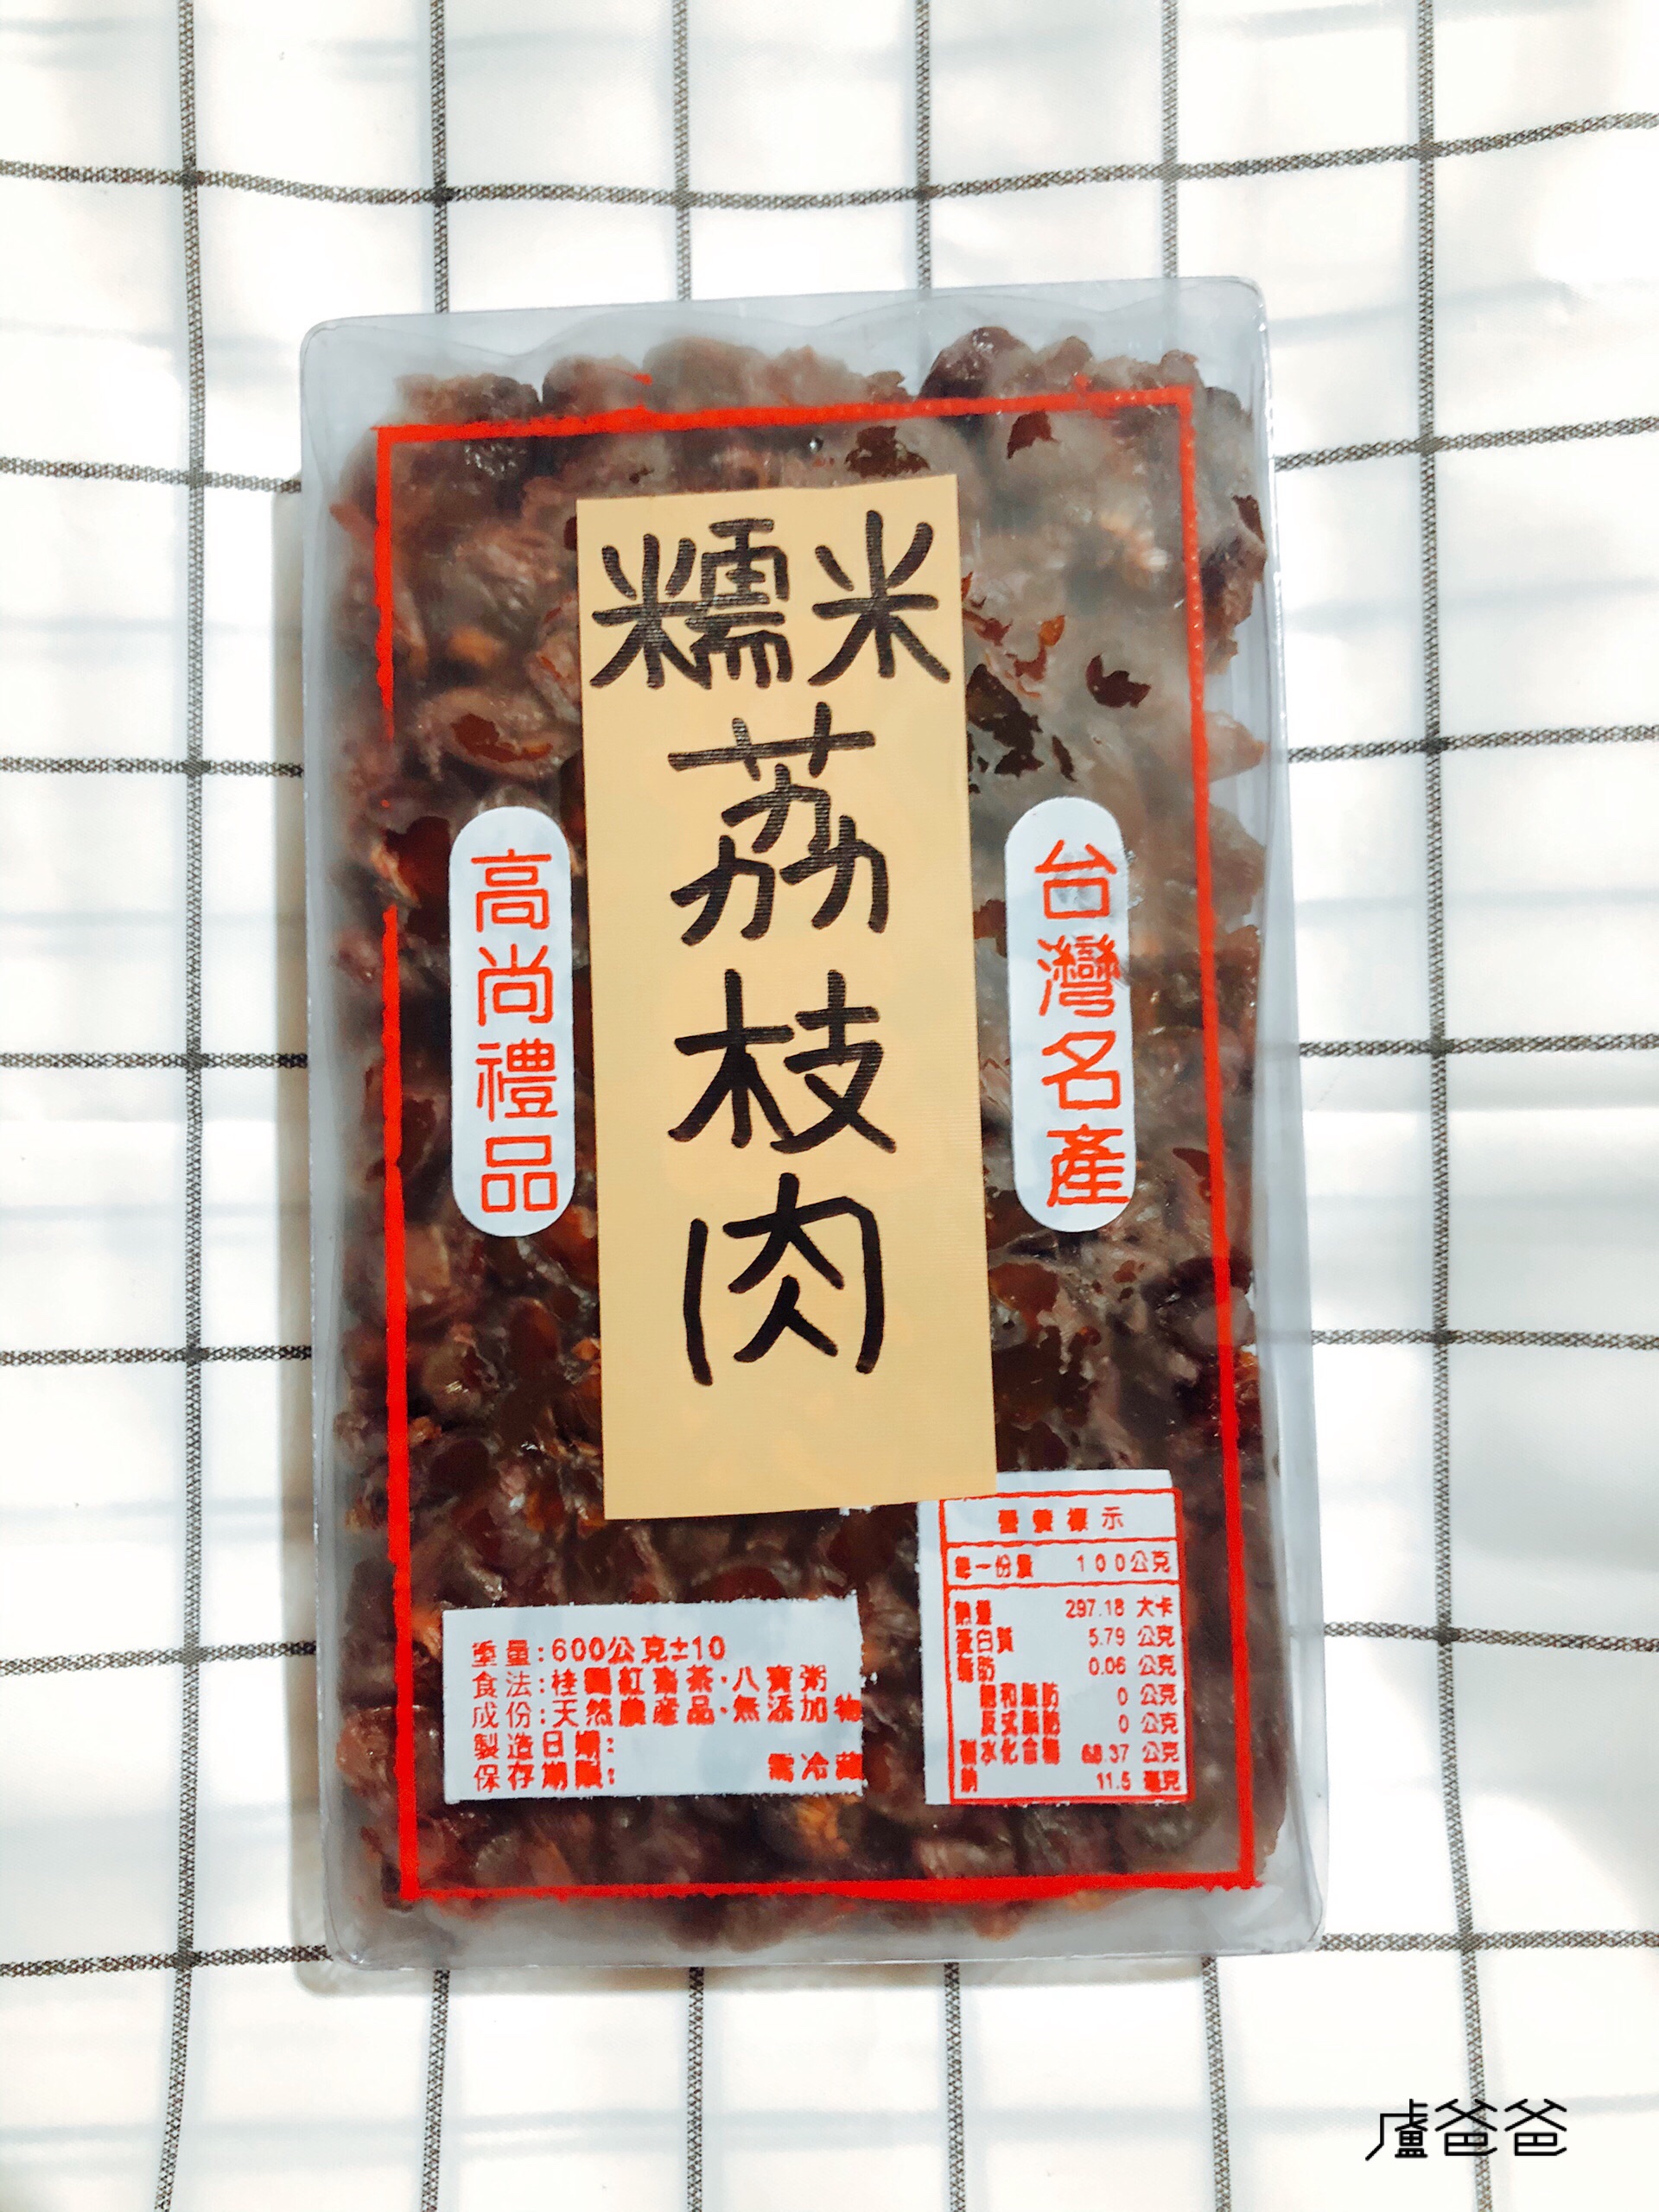 糯米
荔枝肉
台灣名產
高尚禮品
重量:600公克±10
食法:桂圓紅棗茶·八寶粥
成份:天然農產品·無添加物
製造日期:
保存期限: 需冷藏
營養標示
每一份量 100公克
熱量 297.18 大卡
蛋白質 5.79 公克
脂肪 0.06 公克
飽和脂肪 0 公克
反式脂肪 0 公克
碳水化合物 68.37 公克
鈉 11.5 毫克
盧爸爸